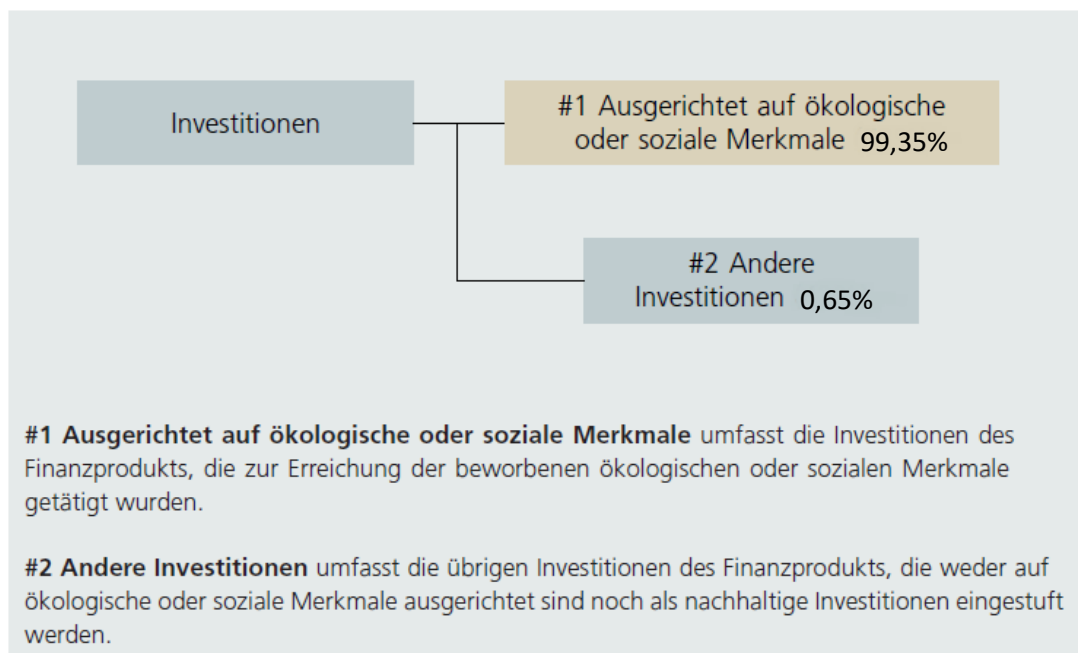 Investitionen
#1 Ausgerichtet auf ökologische
oder soziale Merkmale 99,35%
#2 Andere
Investitionen 0,65%
#1 Ausgerichtet auf ökologische oder soziale Merkmale umfasst die Investitionen des
Finanzprodukts, die zur Erreichung der beworbenen ökologischen oder sozialen Merkmale
getätigt wurden.
#2 Andere Investitionen umfasst die übrigen Investitionen des Finanzprodukts, die weder auf
ökologische oder soziale Merkmale ausgerichtet sind noch als nachhaltige Investitionen eingestuft
werden.